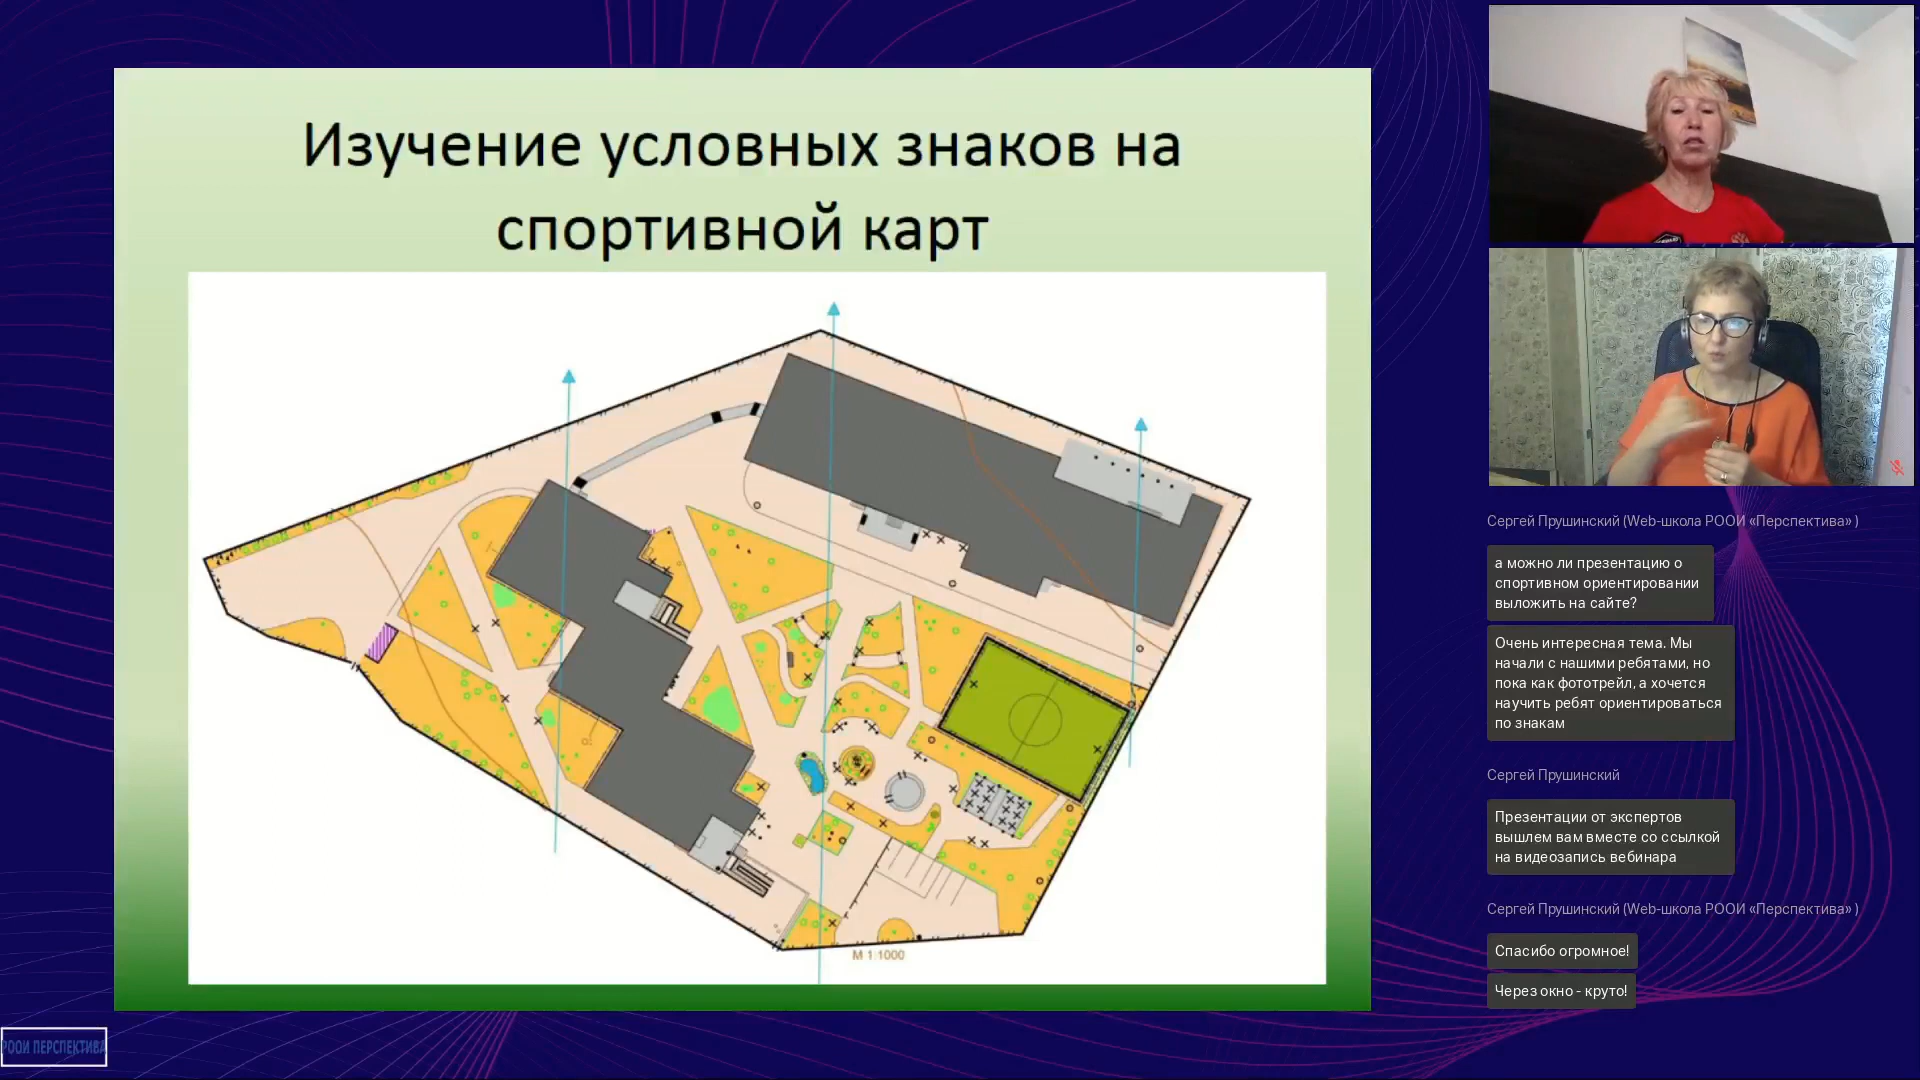 Изучение условных знаков на
спортивной карт
М 1:1000
РООИ ПЕРСПЕКТИВА
Сергей Прушинский (Web-школа РООИ «Перспектива» )
а можно ли презентацию о
спортивном ориентировании
выложить на сайте?
Очень интересная тема. Мы
начали с нашими ребятами, но
пока как фототрейл, а хочется
научить ребят ориентироваться
по знакам
Сергей Прушинский
Презентации от экспертов
вышлем вам вместе со ссылкой
на видеозапись вебинара
Сергей Прушинский (Web-школа РООИ «Перспектива» )
Спасибо огромное!
Через окно - круто!